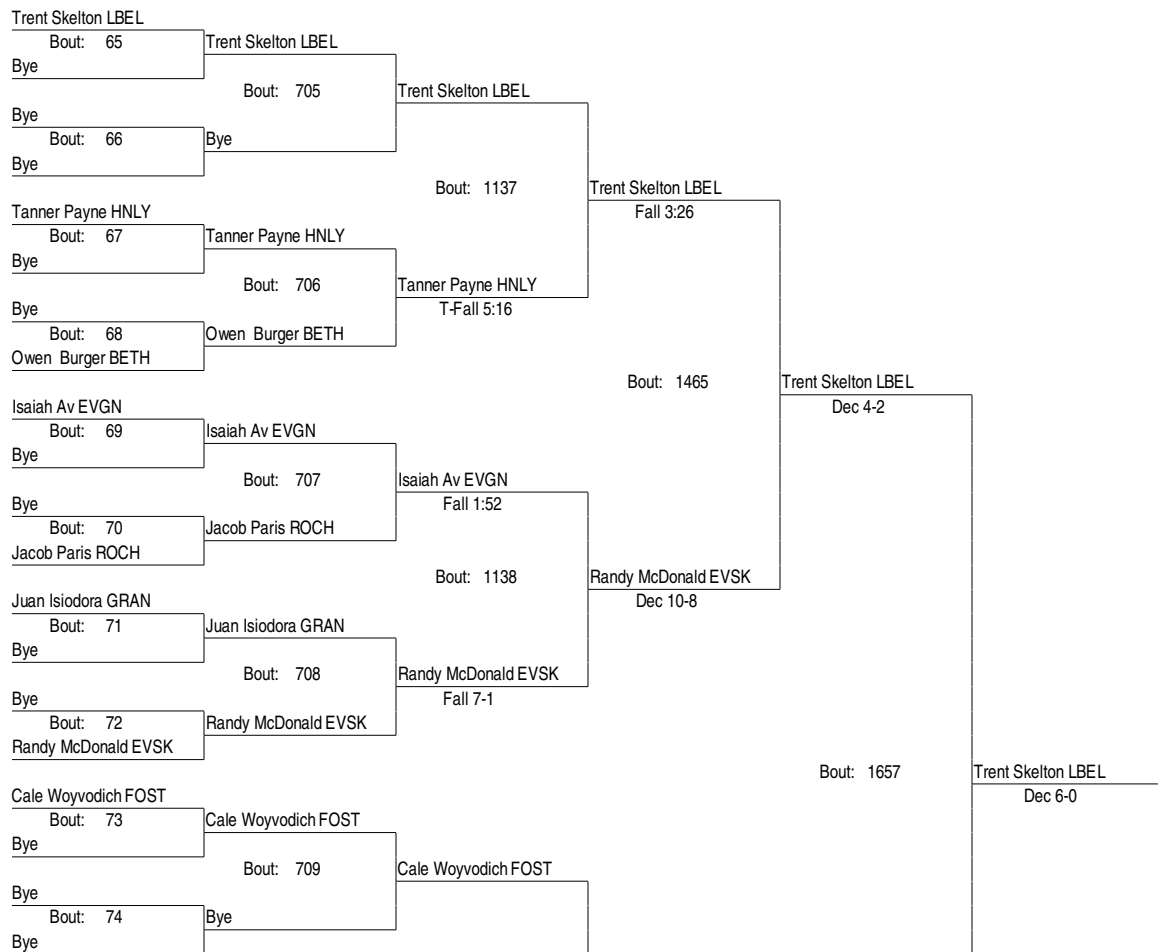 Trent Skelton LBEL
Bout: 65 Trent Skelton LBEL
Bye
Bout: 705 Trent Skelton LBEL
Bye
Bout: 66 Bye
Bye
Bout: 1137 Trent Skelton LBEL
Fall 3:26
Tanner Payne HNLY
Bout: 67 Tanner Payne HNLY
Bye
Bout: 706 Tanner Payne HNLY
T-Fall 5:16
Bye
Bout: 68 Owen Burger BETH
Owen Burger BETH
Bout: 1465 Trent Skelton LBEL
Dec 4-2
Isaiah Av EVGN
Bout: 69 Isaiah Av EVGN
Bye
Bout: 707 Isaiah Av EVGN
Fall 1:52
Bye
Bout: 70 Jacob Paris ROCH
Jacob Paris ROCH
Bout: 1138 Randy McDonald EVSK
Dec 10-8
Juan Isiodora GRAN
Bout: 71 Juan Isiodora GRAN
Bye
Bout: 708 Randy McDonald EVSK
Fall 7-1
Bye
Bout: 72 Randy McDonald EVSK
Randy McDonald EVSK
Bout: 1657 Trent Skelton LBEL
Dec 6-0
Cale Woyvodich FOST
Bout: 73 Cale Woyvodich FOST
Bye
Bout: 709 Cale Woyvodich FOST
Bye
Bout: 74 Bye
Bye